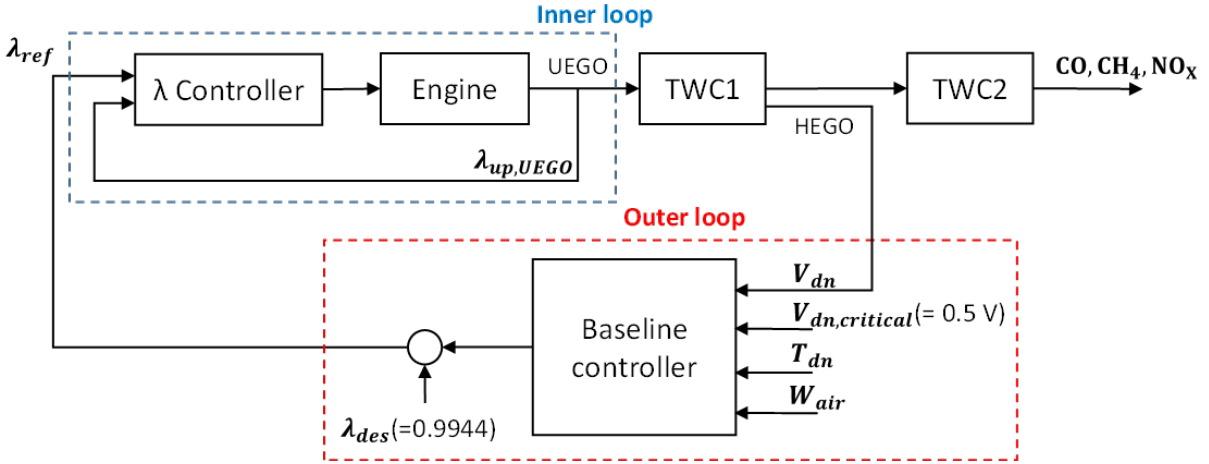 Inner loop
λref
λ Controller
Engine
UEGO
TWC1
TWC2
CO, CH4, NOX
HEGO
λup,UEGO
Outer loop
Baseline
controller
Vdn
Vdn,critical(= 0.5 V)
Tdn
Wair
λdes(=0.9944)